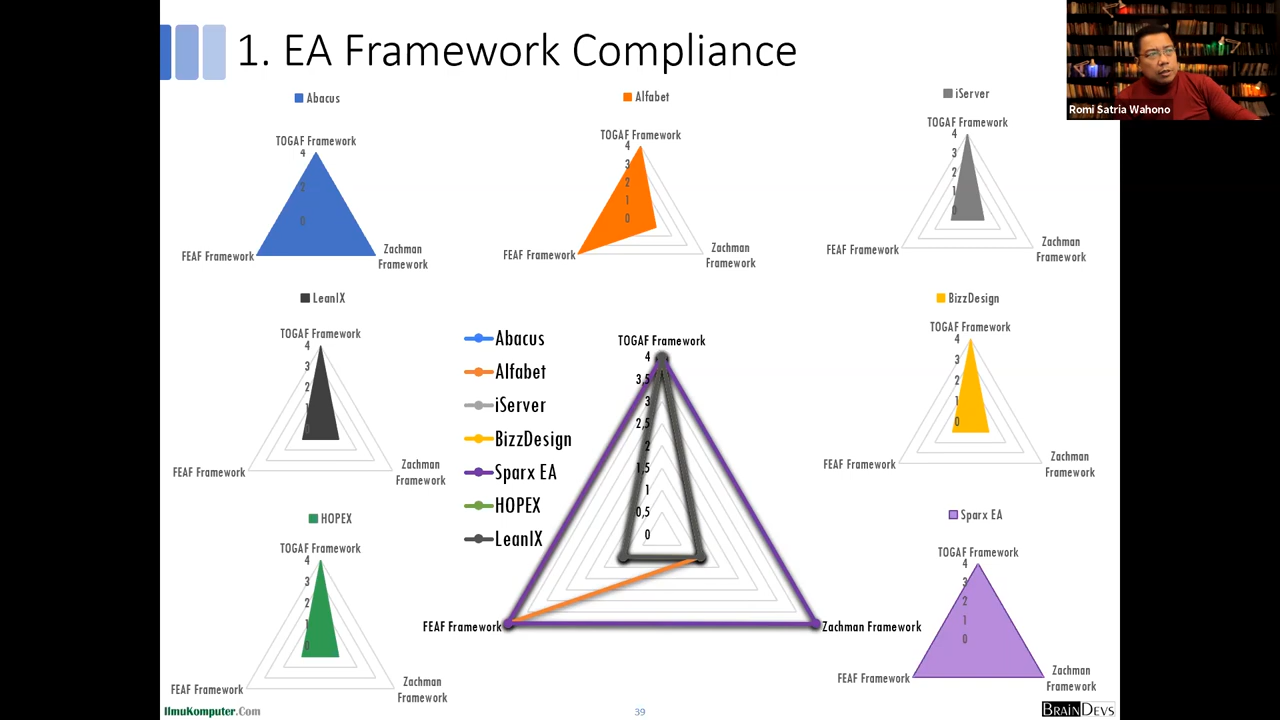 1. EA Framework Compliance
Romi Satria Wahono
Abacus
TOGAF Framework
4
2
0
FEAF Framework
Zachman
Framework
Alfabet
TOGAF Framework
4
3
2
1
0
FEAF Framework
Zachman
Framework
iServer
TOGAF Framework
4
3
2
1
0
FEAF Framework
Zachman
Framework
LeanIX
TOGAF Framework
4
3
2
1
0
FEAF Framework
Zachman
Framework
Abacus
Alfabet
iServer
BizzDesign
Sparx EA
HOPEX
LeanIX
TOGAF Framework
4
3,5
3
2,5
2
1,5
1
0,5
0
FEAF Framework
Zachman Framework
BizzDesign
TOGAF Framework
4
3
2
1
0
FEAF Framework
Zachman
Framework
HOPEX
TOGAF Framework
4
3
2
1
0
FEAF Framework
Zachman
Framework
Sparx EA
TOGAF Framework
4
3
2
1
0
FEAF Framework
Zachman
Framework
IlmuKomputer.Com
39
BRAINDEVS